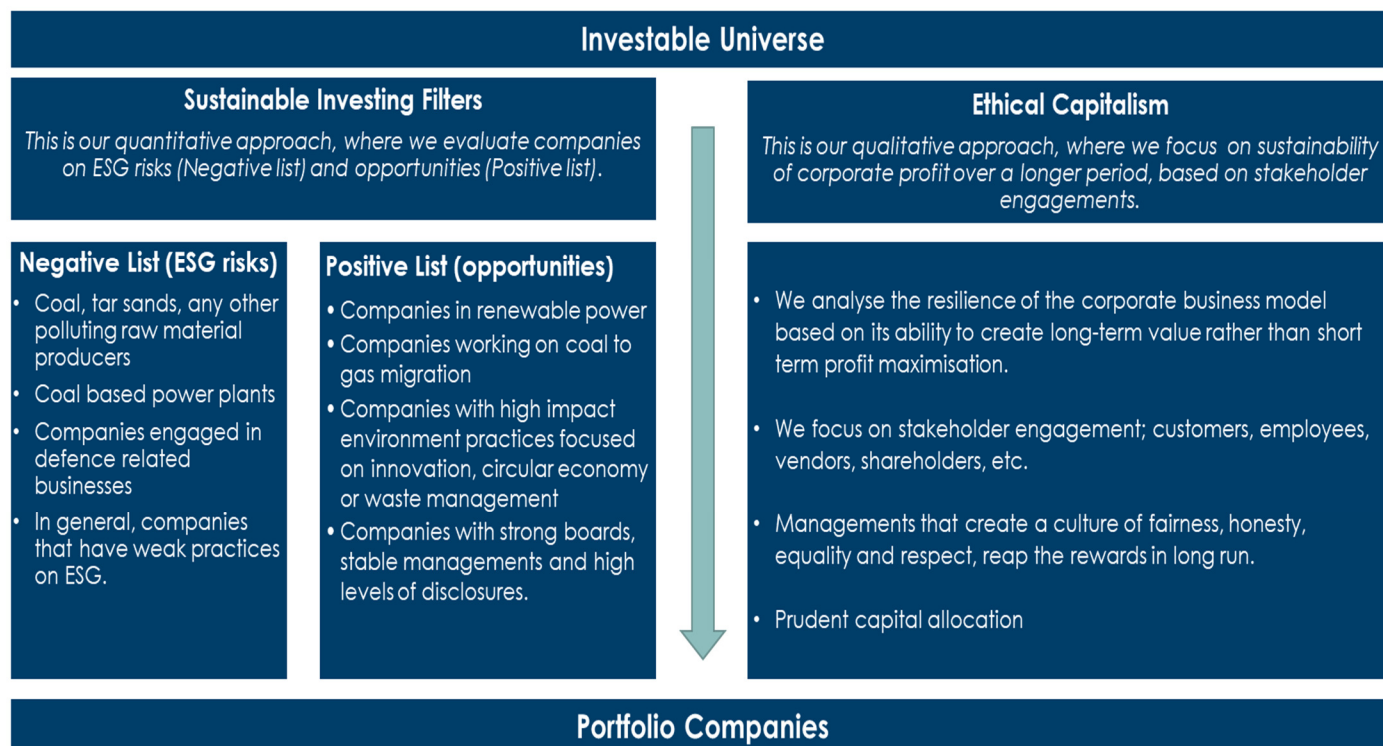 Investable Universe
Sustainable Investing Filters
This is our quantitative approach, where we evaluate companies
on ESG risks (Negative list) and opportunities (Positive list).
Ethical Capitalism
This is our qualitative approach, where we focus on sustainability
of corporate profit over a longer period, based on stakeholder
engagements.
Negative List (ESG risks)
• Coal, tar sands, any other
polluting raw material
producers
• Coal based power plants
• Companies engaged in
defence related
businesses
• In general, companies
that have weak practices
on ESG.
Positive List (opportunities)
• Companies in renewable power
• Companies working on coal to
gas migration
• Companies with high impact
environment practices focused
on innovation, circular economy
or waste management
• Companies with strong boards,
stable managements and high
levels of disclosures.
• We analyse the resilience of the corporate business model
based on its ability to create long-term value rather than short
term profit maximisation.
• We focus on stakeholder engagement; customers, employees,
vendors, shareholders, etc.
• Managements that create a culture of fairness, honesty,
equality and respect, reap the rewards in long run.
• Prudent capital allocation
Portfolio Companies